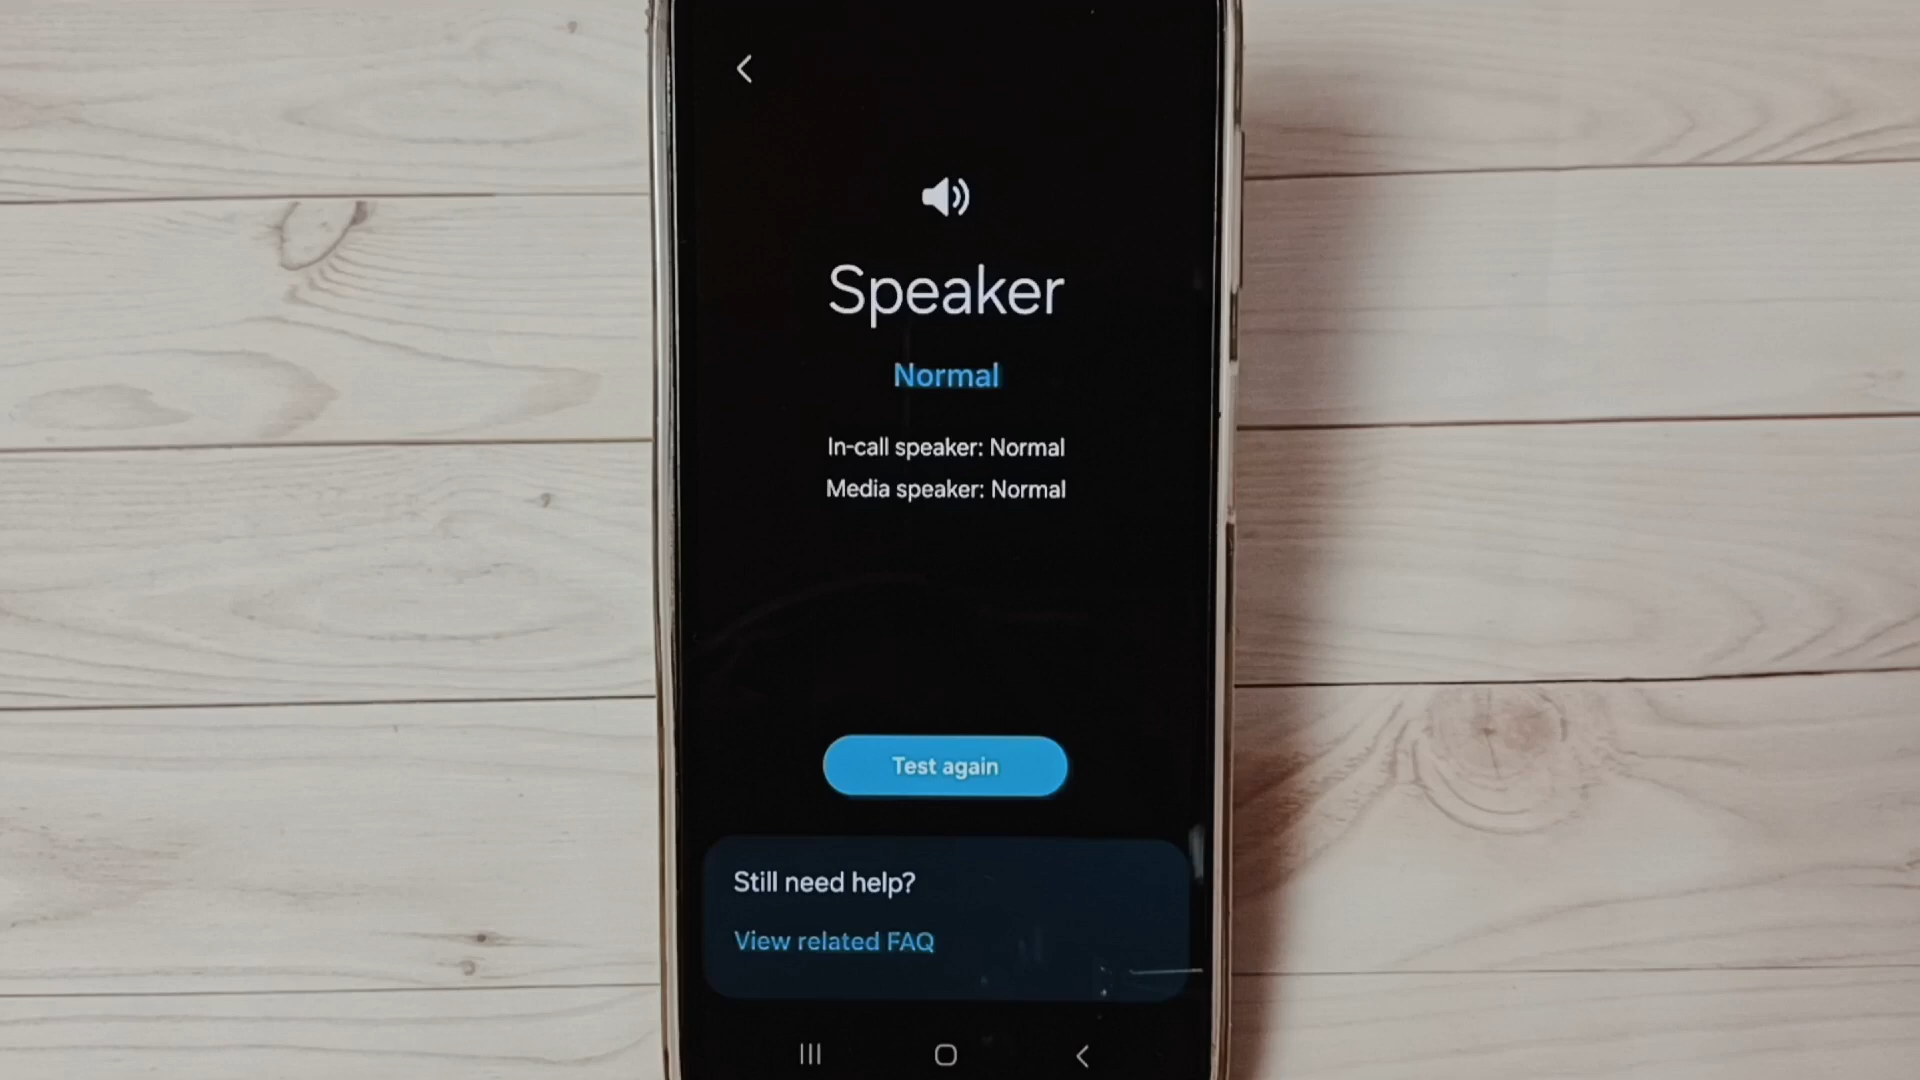 Speaker
Normal
In-call speaker: Normal
Media speaker: Normal
Test again
Still need help?
View related FAQ